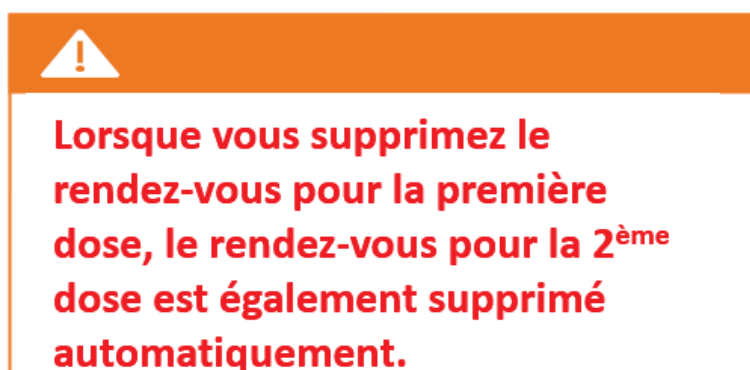 Lorsque vous supprimez le
rendez-vous pour la première
dose, le rendez-vous pour la 2ème
dose est également supprimé
automatiquement.